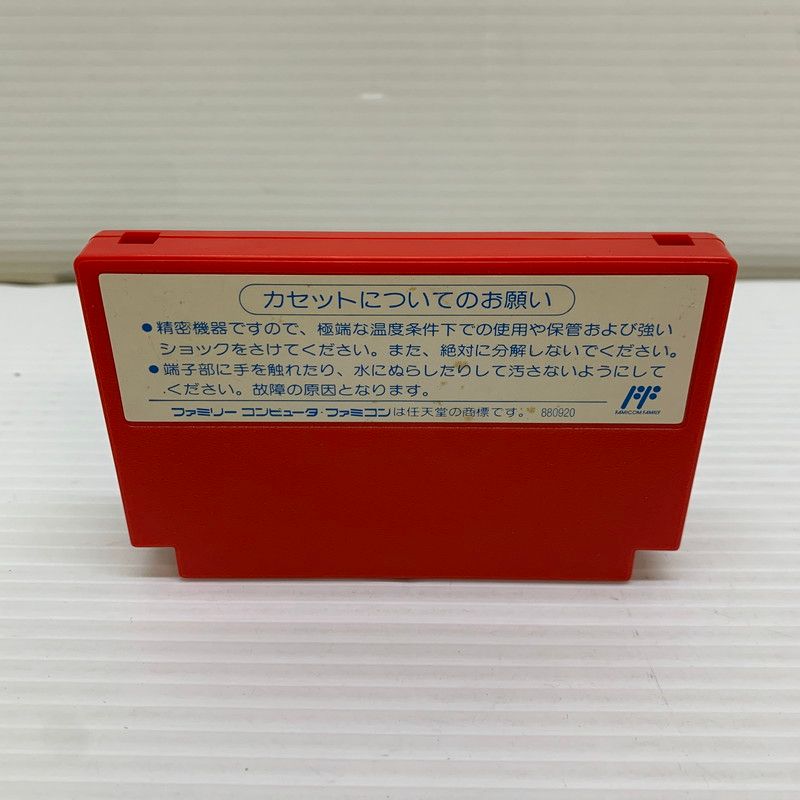 カセットについてのお願い
●精密機器ですので、極端な温度条件下での使用や保管および強い
ショックをさけてください。また、絶対に分解しないでください。
●端子部に手を触れたり、水にぬらしたりして汚さないようにして
ください。故障の原因となります。
FF
FAMICOM FAMILY
ファミリー コンピュータ・ファミコンは任天堂の商標です。 880920